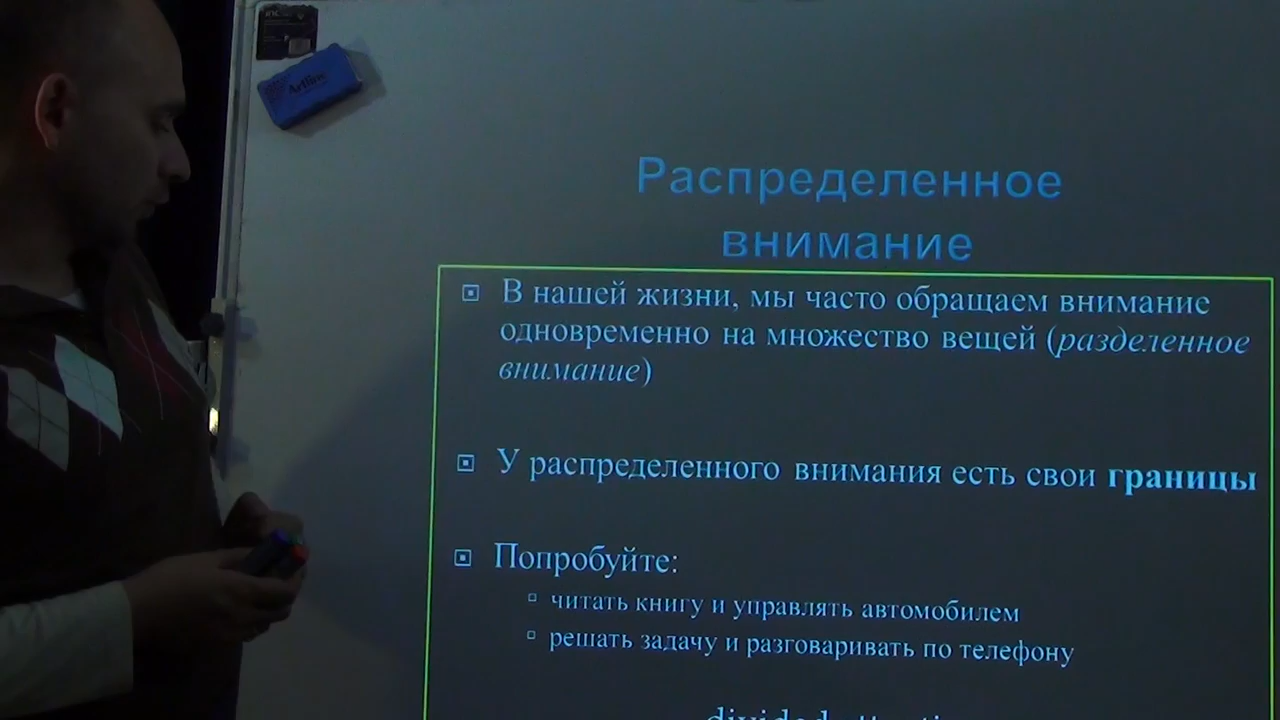 Artline
Распределенное
внимание
В нашей жизни, мы часто обращаем внимание
одновременно на множество вещей (разделенное
внимание)
У распределенного внимания есть свои границы
Попробуйте:
читать книгу и управлять автомобилем
решать задачу и разговаривать по телефону